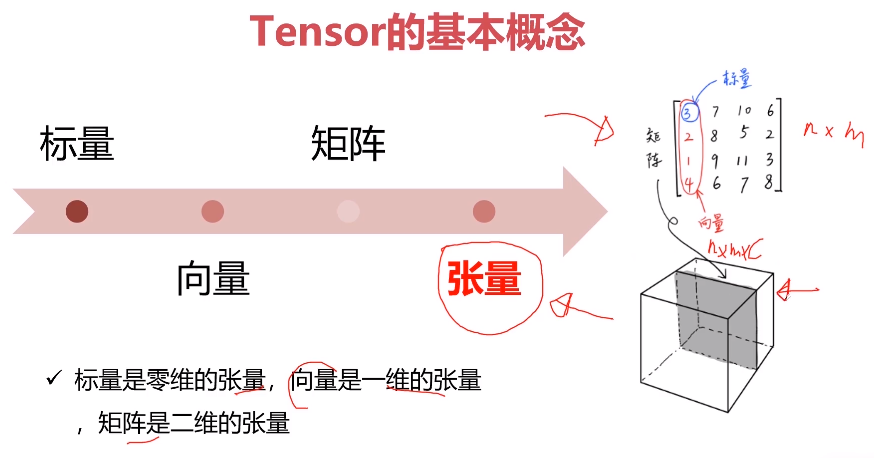 Tensor的基本概念
标量
矩阵
向量
张量
✓ 标量是零维的张量，向量是一维的张量
，矩阵是二维的张量
标量
矩阵
3 7 10 6
2 8 5 2
1 9 11 3
4 6 7 8
n x m
向量
n x m x C